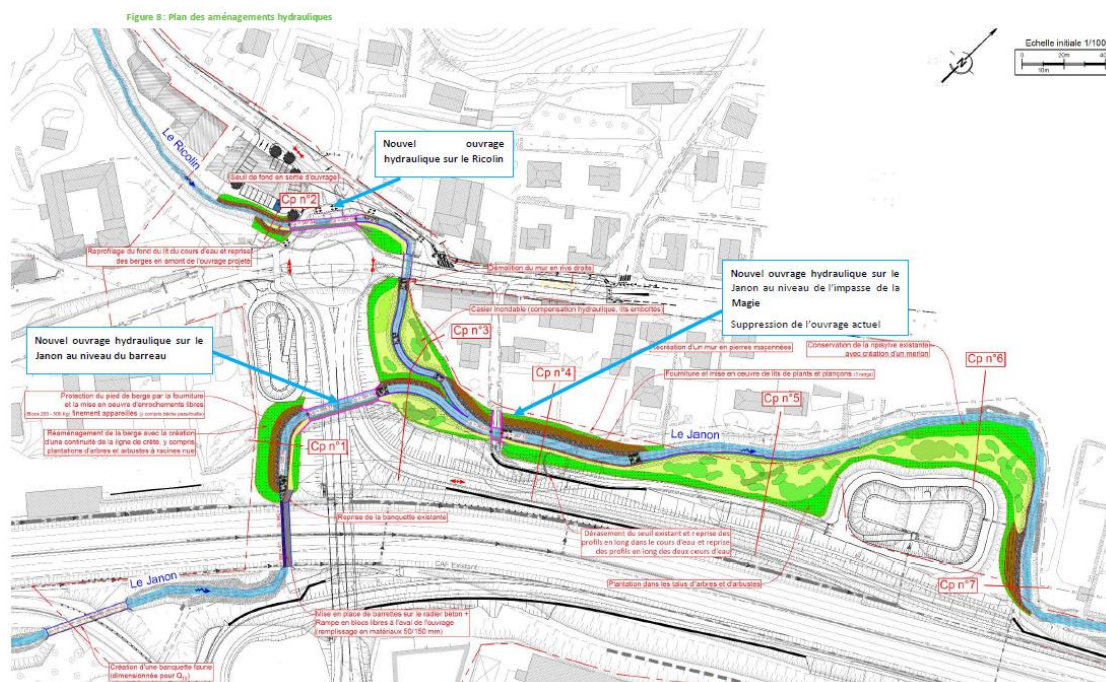 Figure 8 : Plan des aménagements hydrauliques
Echelle initiale 1/100
0 20m 40
10m
N
Le Ricolin
Nouvel ouvrage
hydraulique sur le Ricolin
Seuil de fond en sortie d'ouvrage
Cp n°2
Reprofilage du fond du lit du cours d'eau et reprise
des berges en amont de l'ouvrage projeté
Démolition du mur en rive droite
Nouvel ouvrage hydraulique sur le
Janon au niveau de l'impasse de la
Magie
Suppression de l'ouvrage actuel
Casier inondable (compensation hydraulique, lits emboités)
Cp n°3
Nouvel ouvrage hydraulique sur le
Janon au niveau du barreau
Recréation d'un mur en pierres maçonnées
Conservation de la ripisylve existante
avec création d'un merlon
Cp n°6
Cp n°4
Fourniture et mise en oeuvre de lits de plants et plançons
Cp n°5
Protection du pied de berge par la fourniture
et la mise en oeuvre d'enrochements libres
finement appareillés
Réaménagement de la berge avec la création
d'une continuité de la ligne de crête, y compris
plantations d'arbres et arbustes à racines nues
Cp n°1
Le Janon
Reprise de la banquette existante
Dérasement du seuil existant et reprise des
profils en long dans le cours d'eau et reprise
des profils en long des deux cours d'eau
Plantation dans les talus d'arbres et d'arbustes
Cp n°7
CAF Existant
Le Janon
Mise en place de barrettes sur le radier béton +
Rampe en blocs libres à l'aval de l'ouvrage
(remplissage en matériaux 50/150 mm)
Création d'une banquette faune